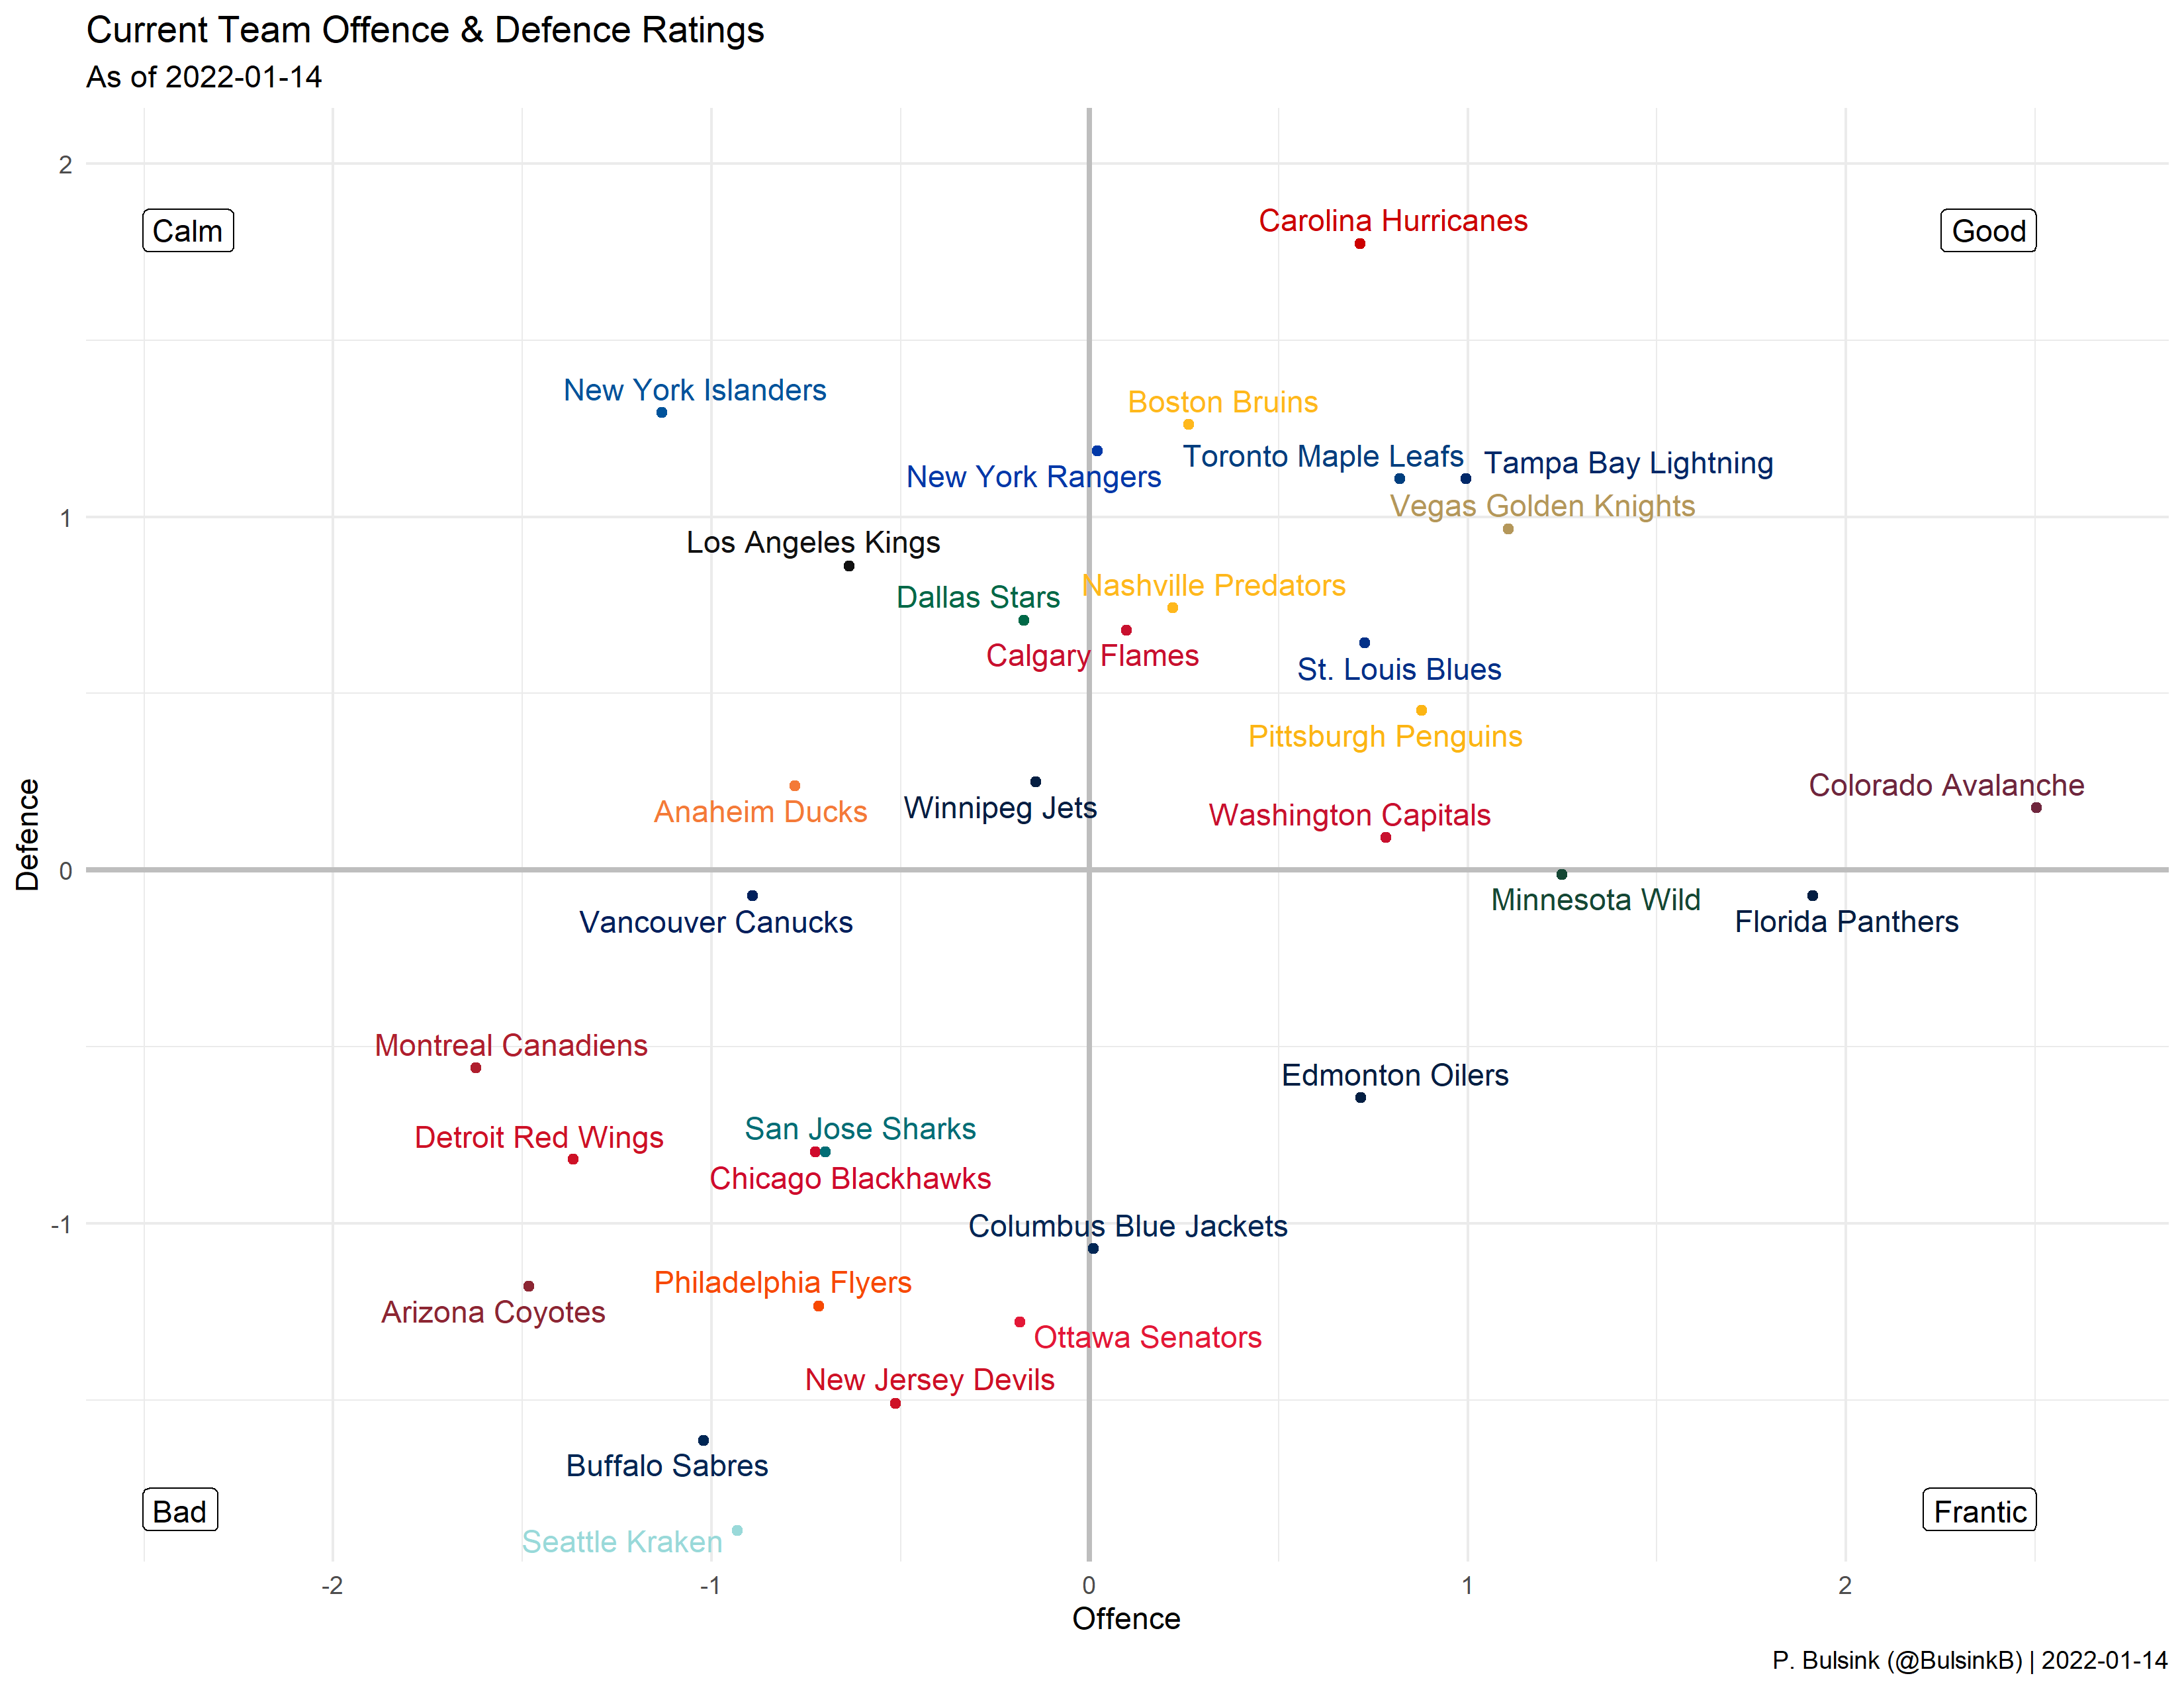 Current Team Offence & Defence Ratings
As of 2022-01-14
2
Calm
Carolina Hurricanes
Good
New York Islanders
Boston Bruins
Toronto Maple Leafs
Tampa Bay Lightning
New York Rangers
Vegas Golden Knights
1
Los Angeles Kings
Nashville Predators
Dallas Stars
Calgary Flames
St. Louis Blues
Pittsburgh Penguins
Colorado Avalanche
Anaheim Ducks
Winnipeg Jets
Washington Capitals
Defence
0
Minnesota Wild
Vancouver Canucks
Florida Panthers
Montreal Canadiens
Edmonton Oilers
San Jose Sharks
Detroit Red Wings
Chicago Blackhawks
-1
Columbus Blue Jackets
Philadelphia Flyers
Arizona Coyotes
Ottawa Senators
New Jersey Devils
Buffalo Sabres
Bad
Frantic
Seattle Kraken
-2
-1
0
1
2
Offence
P. Bulsink (@BulsinkB) | 2022-01-14